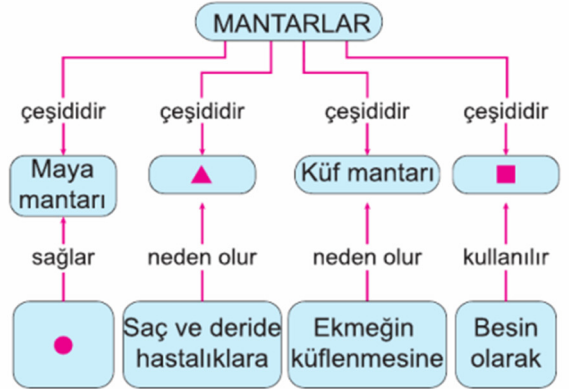 MANTARLAR
çeşididir
çeşididir
çeşididir
çeşididir
Maya
mantarı
Küf mantarı
sağlar
neden olur
neden olur
kullanılır
Saç ve deride
hastalıklara
Ekmeğin
küflenmesine
Besin
olarak